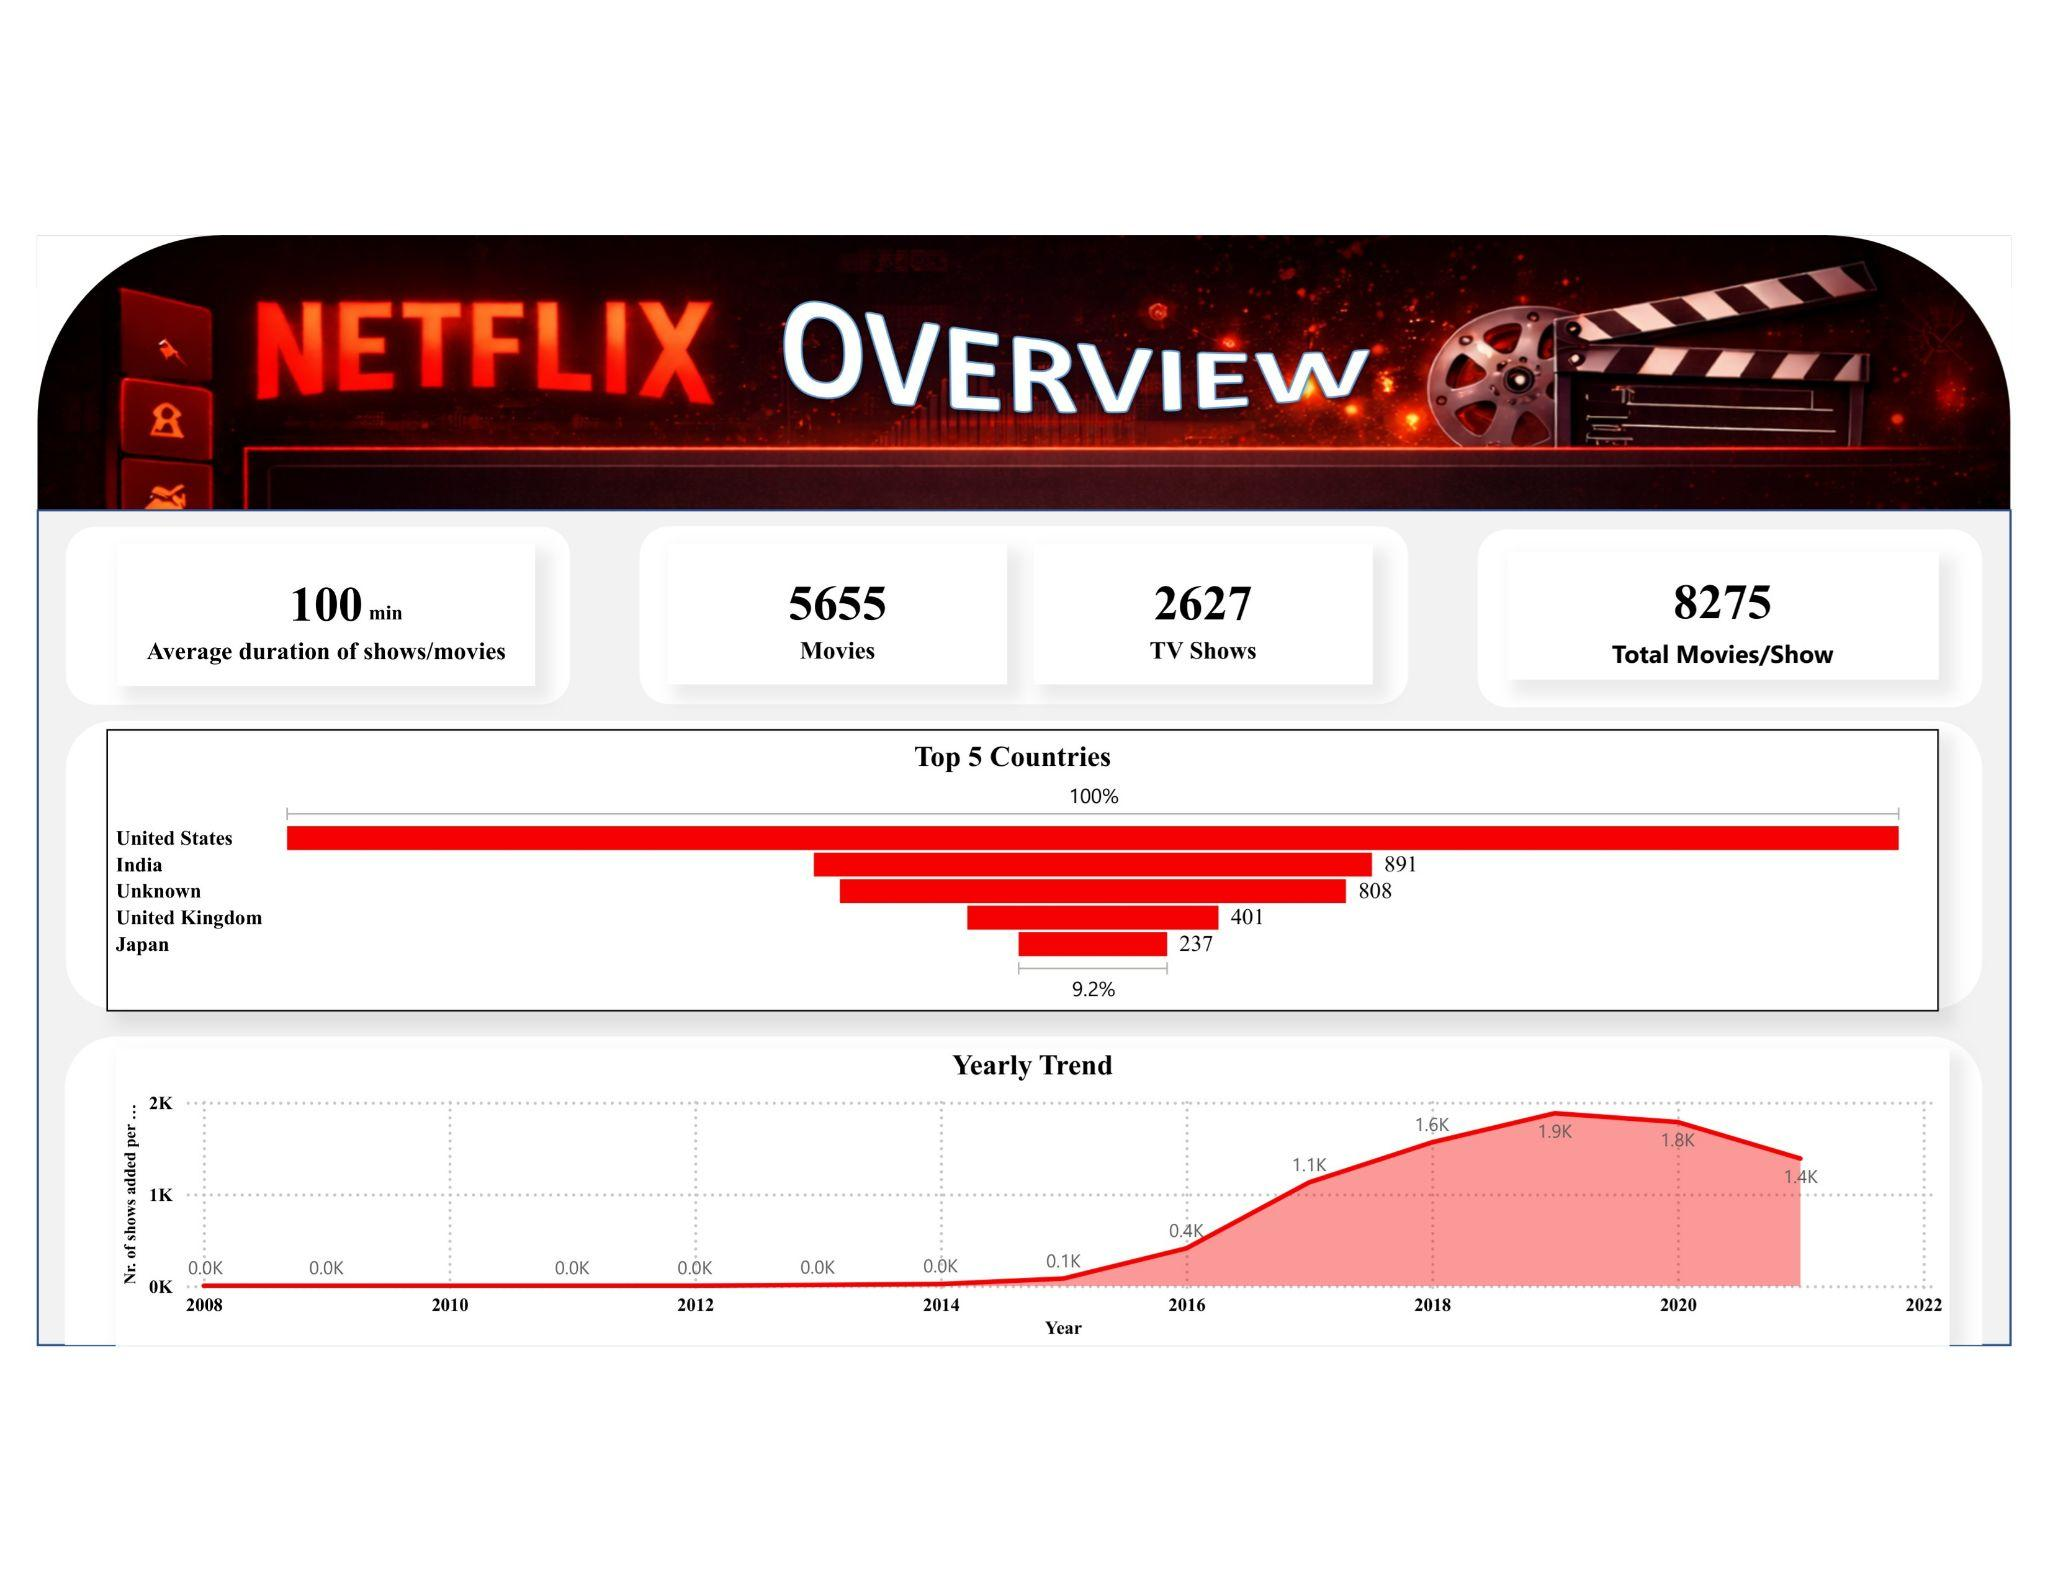 NETFLIX OVERVIEW
100 min
Average duration of shows/movies
5655
Movies
2627
TV Shows
8275
Total Movies/Show
Top 5 Countries
100%
United States
India 891
Unknown 808
United Kingdom 401
Japan 237
9.2%
Yearly Trend
Nr. of shows added per …
2K
1K
0K
0.0K 0.0K 0.0K 0.0K 0.0K 0.0K 0.1K 0.4K 1.1K 1.6K 1.9K 1.8K 1.4K
2008 2010 2012 2014 2016 2018 2020 2022
Year